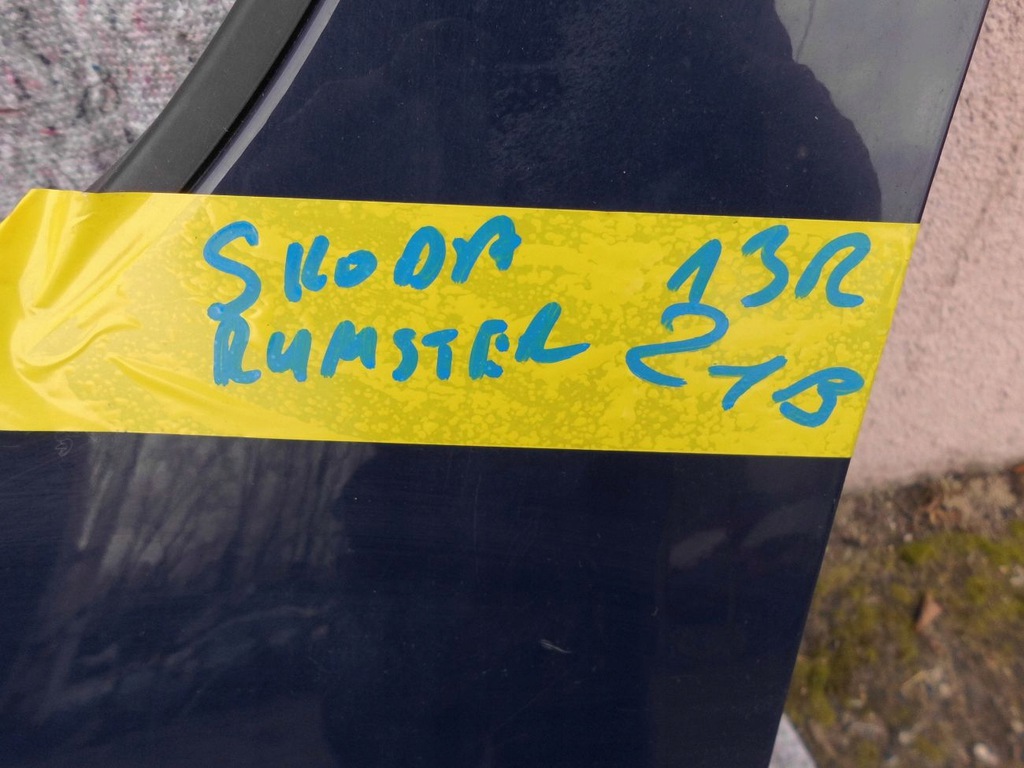 SKODA 13R
RUMSTER 21B